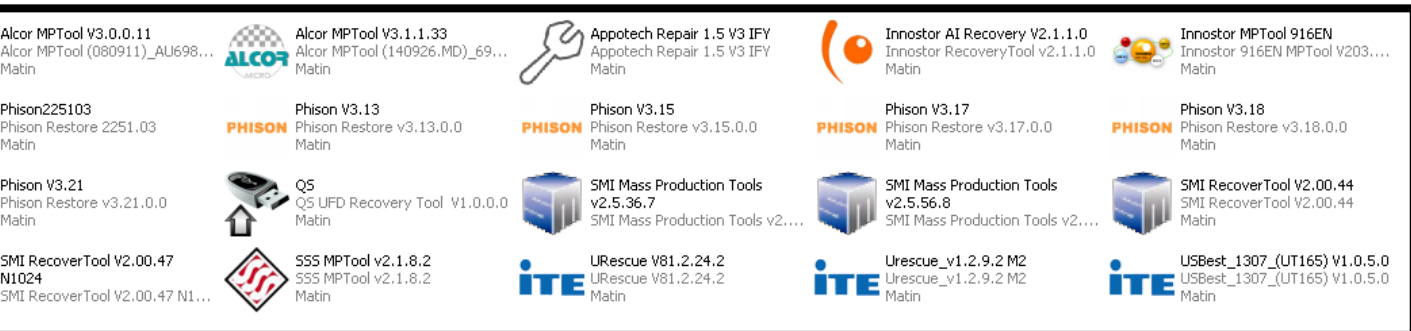 Alcor MPTool V3.0.0.11
Alcor MPTool (080911)_AU698...
Matin
ALCOR
MICRO
Alcor MPTool V3.1.1.33
Alcor MPTool (140926.MD)_69...
Matin
Appotech Repair 1.5 V3 IFY
Appotech Repair 1.5 V3 IFY
Matin
Innostor AI Recovery V2.1.1.0
Innostor RecoveryTool v2.1.1.0
Matin
Innostor MPTool 916EN
Innostor 916EN MPTool V203....
Matin
Phison225103
Phison Restore 2251.03
Matin
PHISON
Phison V3.13
Phison Restore v3.13.0.0
Matin
PHISON
Phison V3.15
Phison Restore v3.15.0.0
Matin
PHISON
Phison V3.17
Phison Restore v3.17.0.0
Matin
PHISON
Phison V3.18
Phison Restore v3.18.0.0
Matin
Phison V3.21
Phison Restore v3.21.0.0
Matin
QS
QS UFD Recovery Tool V1.0.0.0
Matin
SMI Mass Production Tools
v2.5.36.7
SMI Mass Production Tools v2....
SMI Mass Production Tools
v2.5.56.8
SMI Mass Production Tools v2....
SMI RecoverTool V2.00.44
SMI RecoverTool V2.00.44
Matin
SMI RecoverTool V2.00.47
N1024
SMI RecoverTool V2.00.47 N1...
SSS MPTool v2.1.8.2
SSS MPTool v2.1.8.2
Matin
iTE
URescue V81.2.24.2
URescue V81.2.24.2
Matin
iTE
Urescue_v1.2.9.2 M2
Urescue_v1.2.9.2 M2
Matin
iTE
USBest_1307_(UT165) V1.0.5.0
USBest_1307_(UT165) V1.0.5.0
Matin